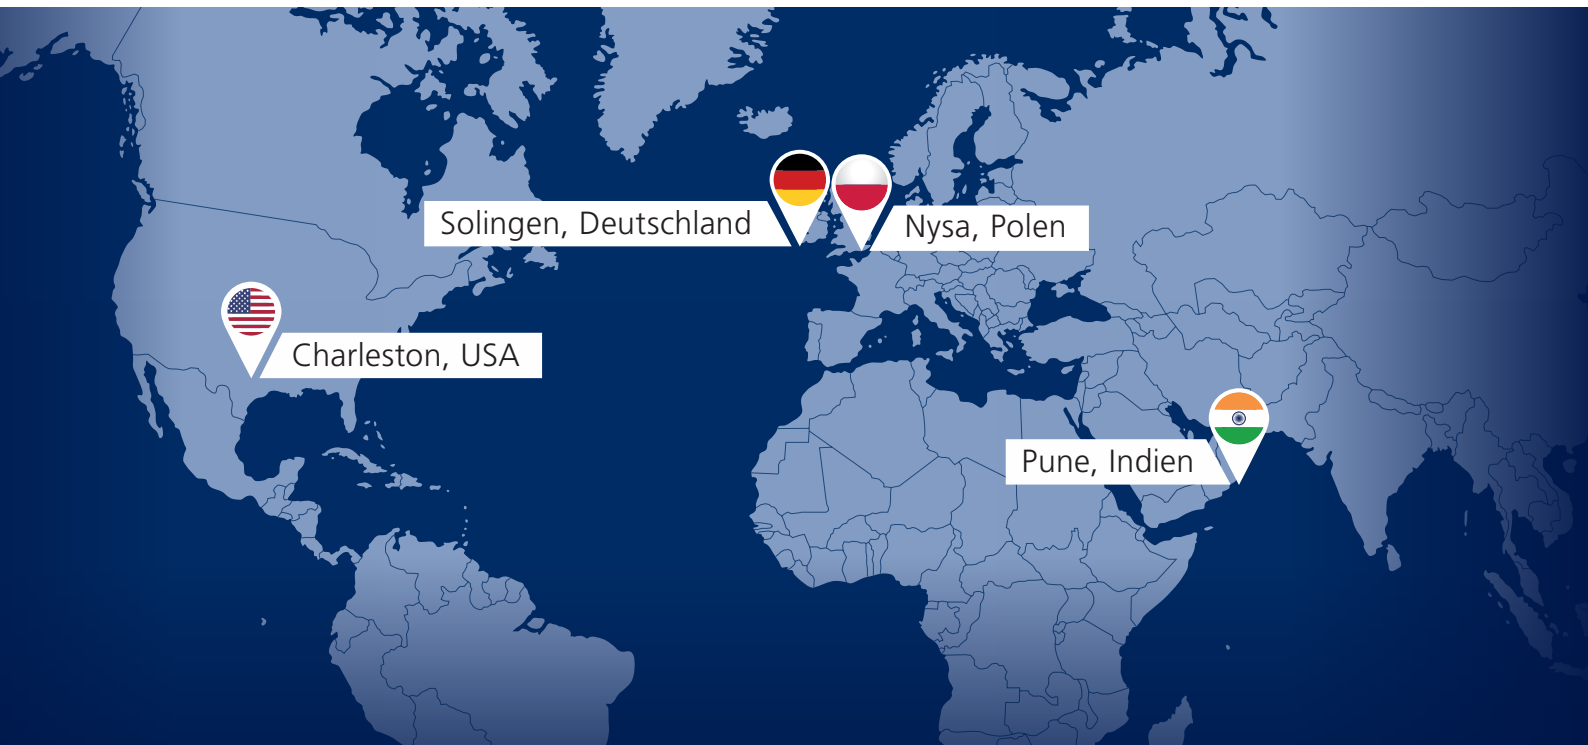 Solingen, Deutschland
Nysa, Polen
Charleston, USA
Pune, Indien